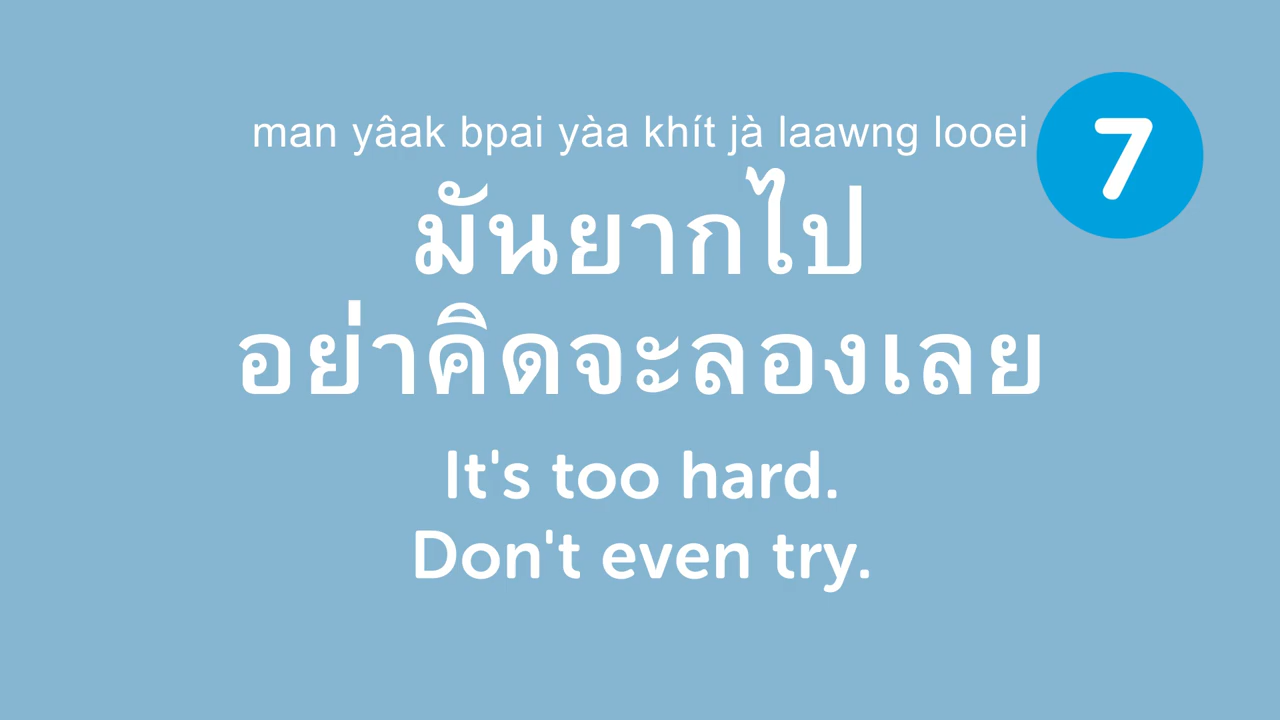 man yâak bpai yàa khít jà laawng looei
7
มันยากไป
อย่าคิดจะลองเลย
It's too hard.
Don't even try.